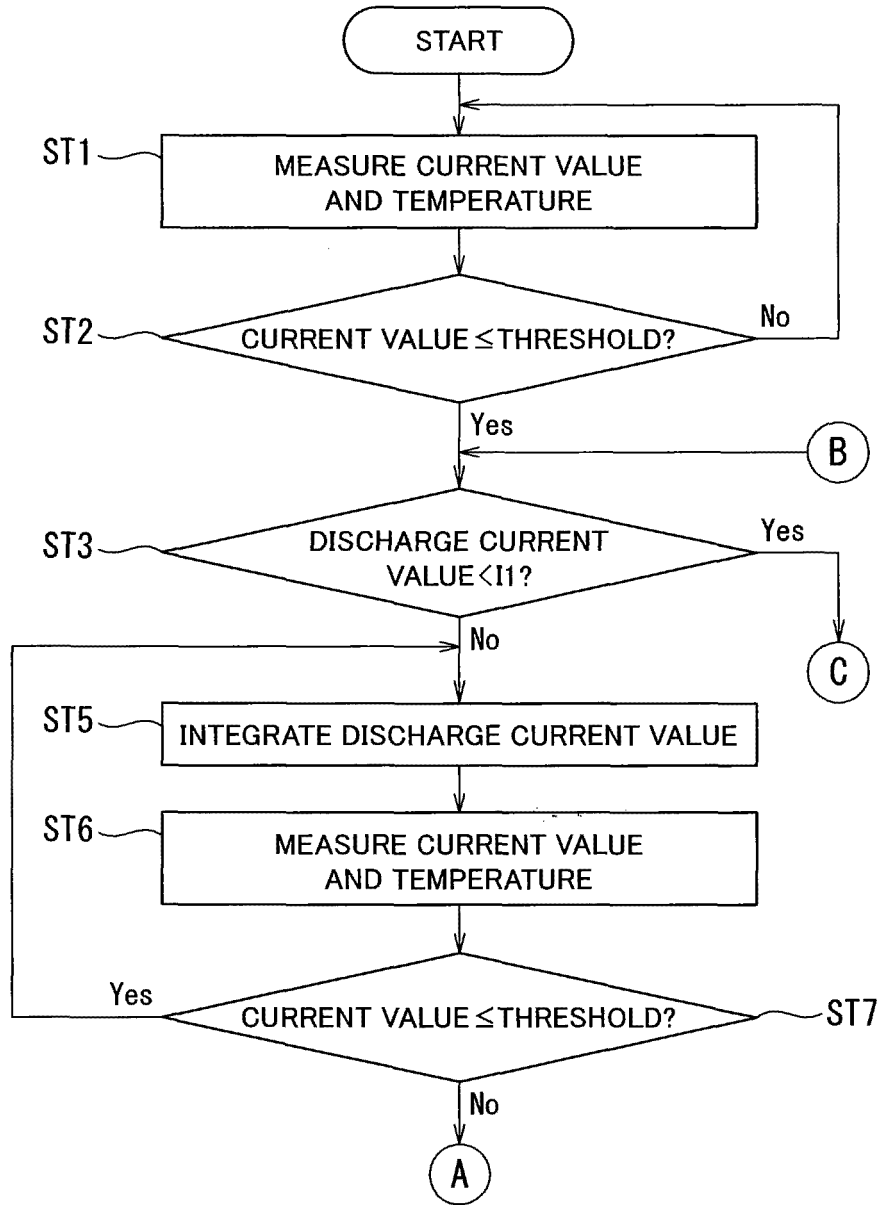 START
ST1
MEASURE CURRENT VALUE
AND TEMPERATURE
ST2
CURRENT VALUE≦THRESHOLD?
No
Yes
B
ST3
DISCHARGE CURRENT
VALUE<I1?
Yes
No
C
ST5
INTEGRATE DISCHARGE CURRENT VALUE
ST6
MEASURE CURRENT VALUE
AND TEMPERATURE
Yes
CURRENT VALUE≦THRESHOLD?
ST7
No
A